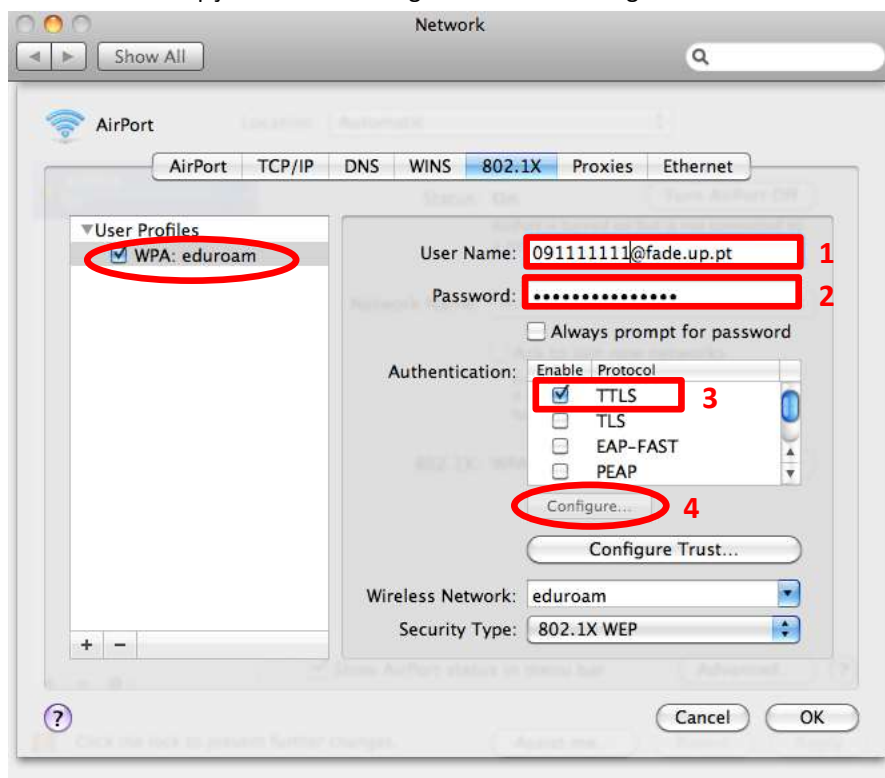 Network
Show All
AirPort
AirPort TCP/IP DNS WINS 802.1X Proxies Ethernet
User Profiles
WPA: eduroam
User Name: 091111111@fade.up.pt 1
Password: ••••••••••••••• 2
Always prompt for password
Authentication: Enable Protocol
TTLS 3
TLS
EAP-FAST
PEAP
Configure... 4
Configure Trust...
Wireless Network: eduroam
Security Type: 802.1X WEP
+ −
? Cancel OK